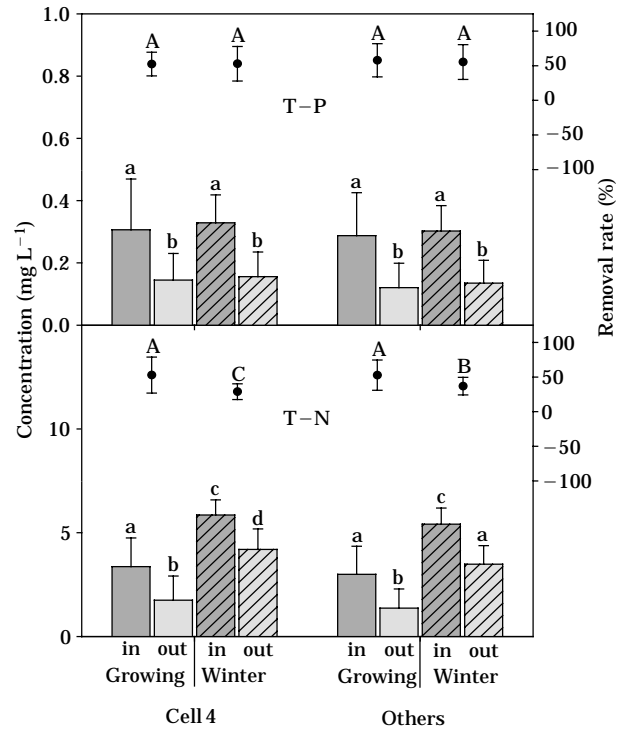 1.0
0.8
0.6
0.4
0.2
0.0
10
5
0
Concentration (mg L−1)
100
50
0
−50
−100
100
50
0
−50
−100
Removal rate (%)
A A A A
T−P
a a a a
b b b b
A C A B
T−N
a b c d a b c a
in out in out in out in out
Growing Winter Growing Winter
Cell 4 Others